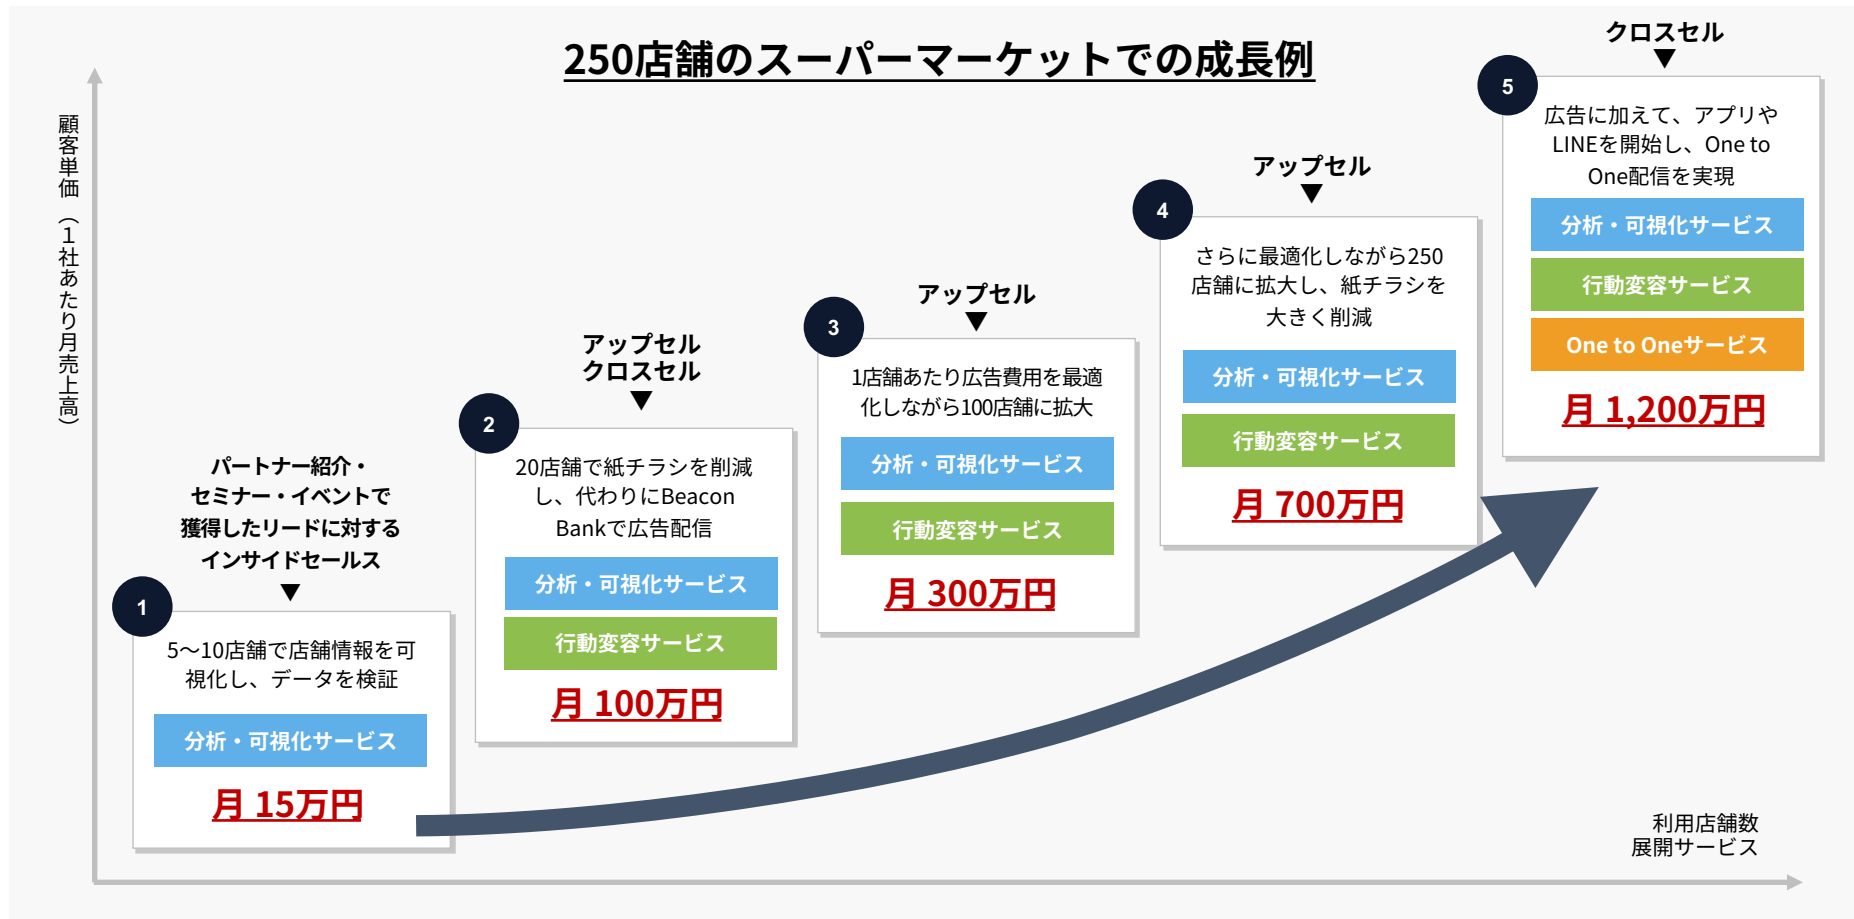 250店舗のスーパーマーケットでの成長例
顧客単価（１社あたり月売上高）
パートナー紹介・
セミナー・イベントで
獲得したリードに対する
インサイドセールス
▼
1
5～10店舗で店舗情報を可
視化し、データを検証
分析・可視化サービス
月 15万円
アップセル
クロスセル
▼
2
20店舗で紙チラシを削減
し、代わりにBeacon
Bankで広告配信
分析・可視化サービス
行動変容サービス
月 100万円
アップセル
▼
3
1店舗あたり広告費用を最適
化しながら100店舗に拡大
分析・可視化サービス
行動変容サービス
月 300万円
アップセル
▼
4
さらに最適化しながら250
店舗に拡大し、紙チラシを
大きく削減
分析・可視化サービス
行動変容サービス
月 700万円
クロスセル
▼
5
広告に加えて、アプリや
LINEを開始し、One to
One配信を実現
分析・可視化サービス
行動変容サービス
One to Oneサービス
月 1,200万円
利用店舗数
展開サービス